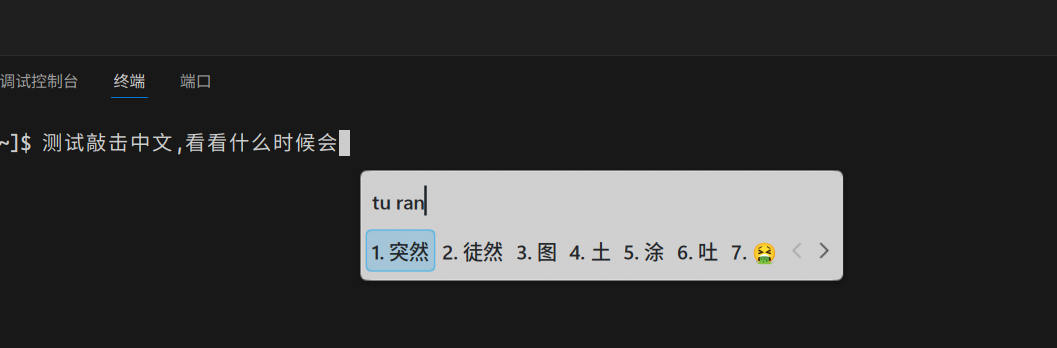 调试控制台 终端 端口
~]$ 测试敲击中文,看看什么时候会
tu ran
1. 突然 2. 徒然 3. 图 4. 土 5. 涂 6. 吐 7. 🤮